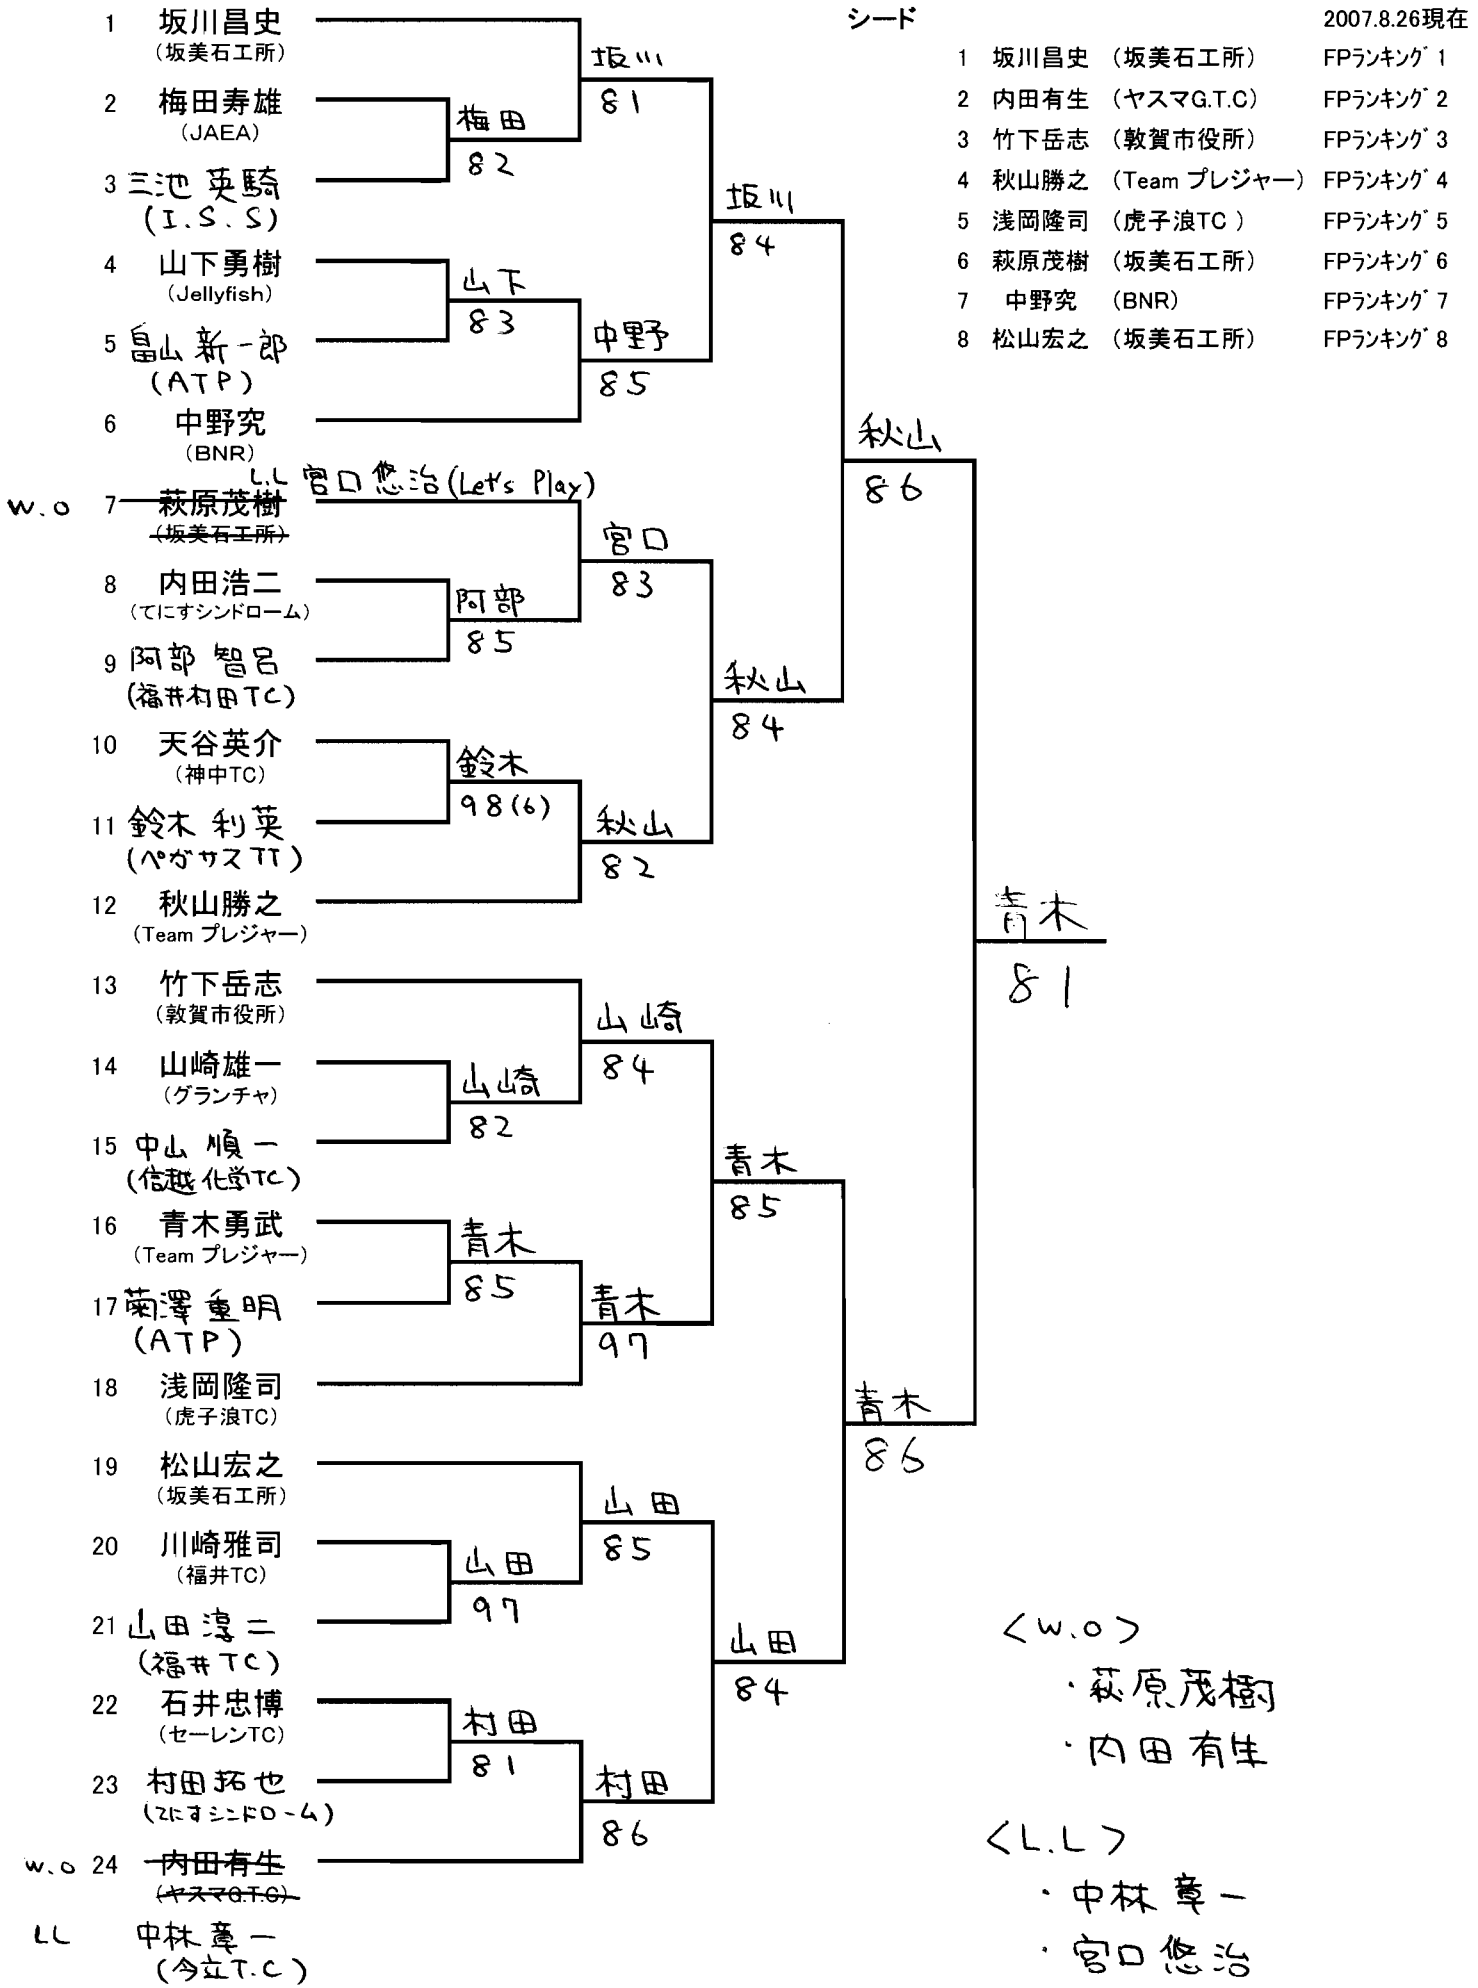 シード 2007.8.26現在
1 坂川昌史 （坂美石工所） FPランキング 1
2 内田有生 （ヤスマG.T.C） FPランキング 2
3 竹下岳志 （敦賀市役所） FPランキング 3
4 秋山勝之 （Team プレジャー） FPランキング 4
5 浅岡隆司 （虎子浪TC ） FPランキング 5
6 萩原茂樹 （坂美石工所） FPランキング 6
7 中野究 （BNR） FPランキング 7
8 松山宏之 （坂美石工所） FPランキング 8
1 坂川昌史
（坂美石工所）
2 梅田寿雄
（JAEA）
3 三池 英騎
(I.S.S)
4 山下勇樹
（Jellyfish）
5 畠山 新一郎
(ATP)
6 中野究
（BNR）
L.L 宮口 悠治 (Let's Play)
W.O 7 萩原茂樹
（坂美石工所）
8 内田浩二
（てにすシンドローム）
9 阿部 智呂
(福井村田TC)
10 天谷英介
（神中TC）
11 鈴木 利英
(ペガサスTT)
12 秋山勝之
（Team プレジャー）
13 竹下岳志
（敦賀市役所）
14 山崎雄一
（グランチャ）
15 中山 順一
(信越化学TC)
16 青木勇武
（Team プレジャー）
17 菊澤 重明
(ATP)
18 浅岡隆司
（虎子浪TC）
19 松山宏之
（坂美石工所）
20 川崎雅司
（福井TC）
21 山田 淳二
(福井TC)
22 石井忠博
（セーレンTC）
23 村田拓也
(てにすシンドローム)
W.O 24 内田有生
（ヤスマG.T.C）
LL 中林 章一
(今立T.C)
梅田
82
山下
83
阿部
85
鈴木
98(6)
山崎
82
青木
85
山田
97
村田
81
坂川
81
中野
85
宮口
83
秋山
82
山崎
84
青木
97
山田
85
村田
86
坂川
84
秋山
84
青木
85
山田
84
秋山
86
青木
86
青木
81
<W.O>
・萩原茂樹
・内田有生
<L.L>
・中林 章一
・宮口 悠治